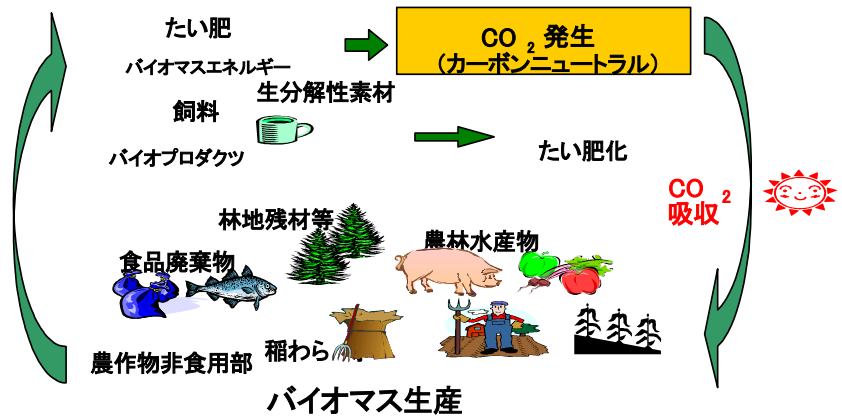 たい肥
CO2 発生
(カーボンニュートラル)
バイオマスエネルギー
生分解性素材
飼料
バイオプロダクツ
たい肥化
CO2
吸収
林地残材等
農林水産物
食品廃棄物
稲わら
農作物非食用部
バイオマス生産